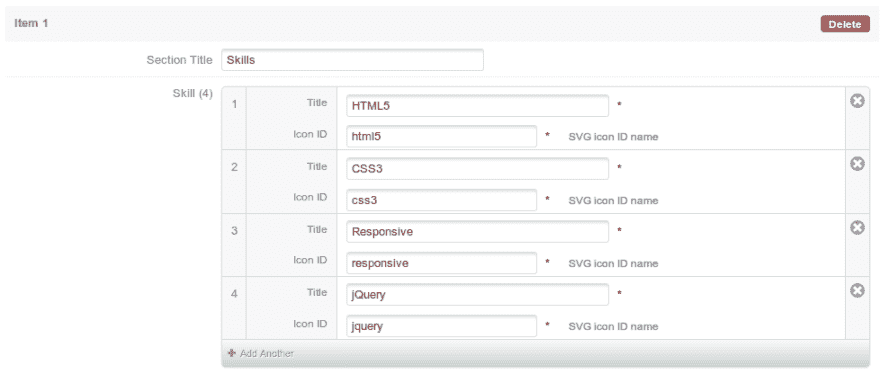 Item 1 Delete
Section Title Skills
Skill (4)
1 Title HTML5 *
Icon ID html5 * SVG icon ID name
2 Title CSS3 *
Icon ID css3 * SVG icon ID name
3 Title Responsive *
Icon ID responsive * SVG icon ID name
4 Title jQuery *
Icon ID jquery * SVG icon ID name
Add Another